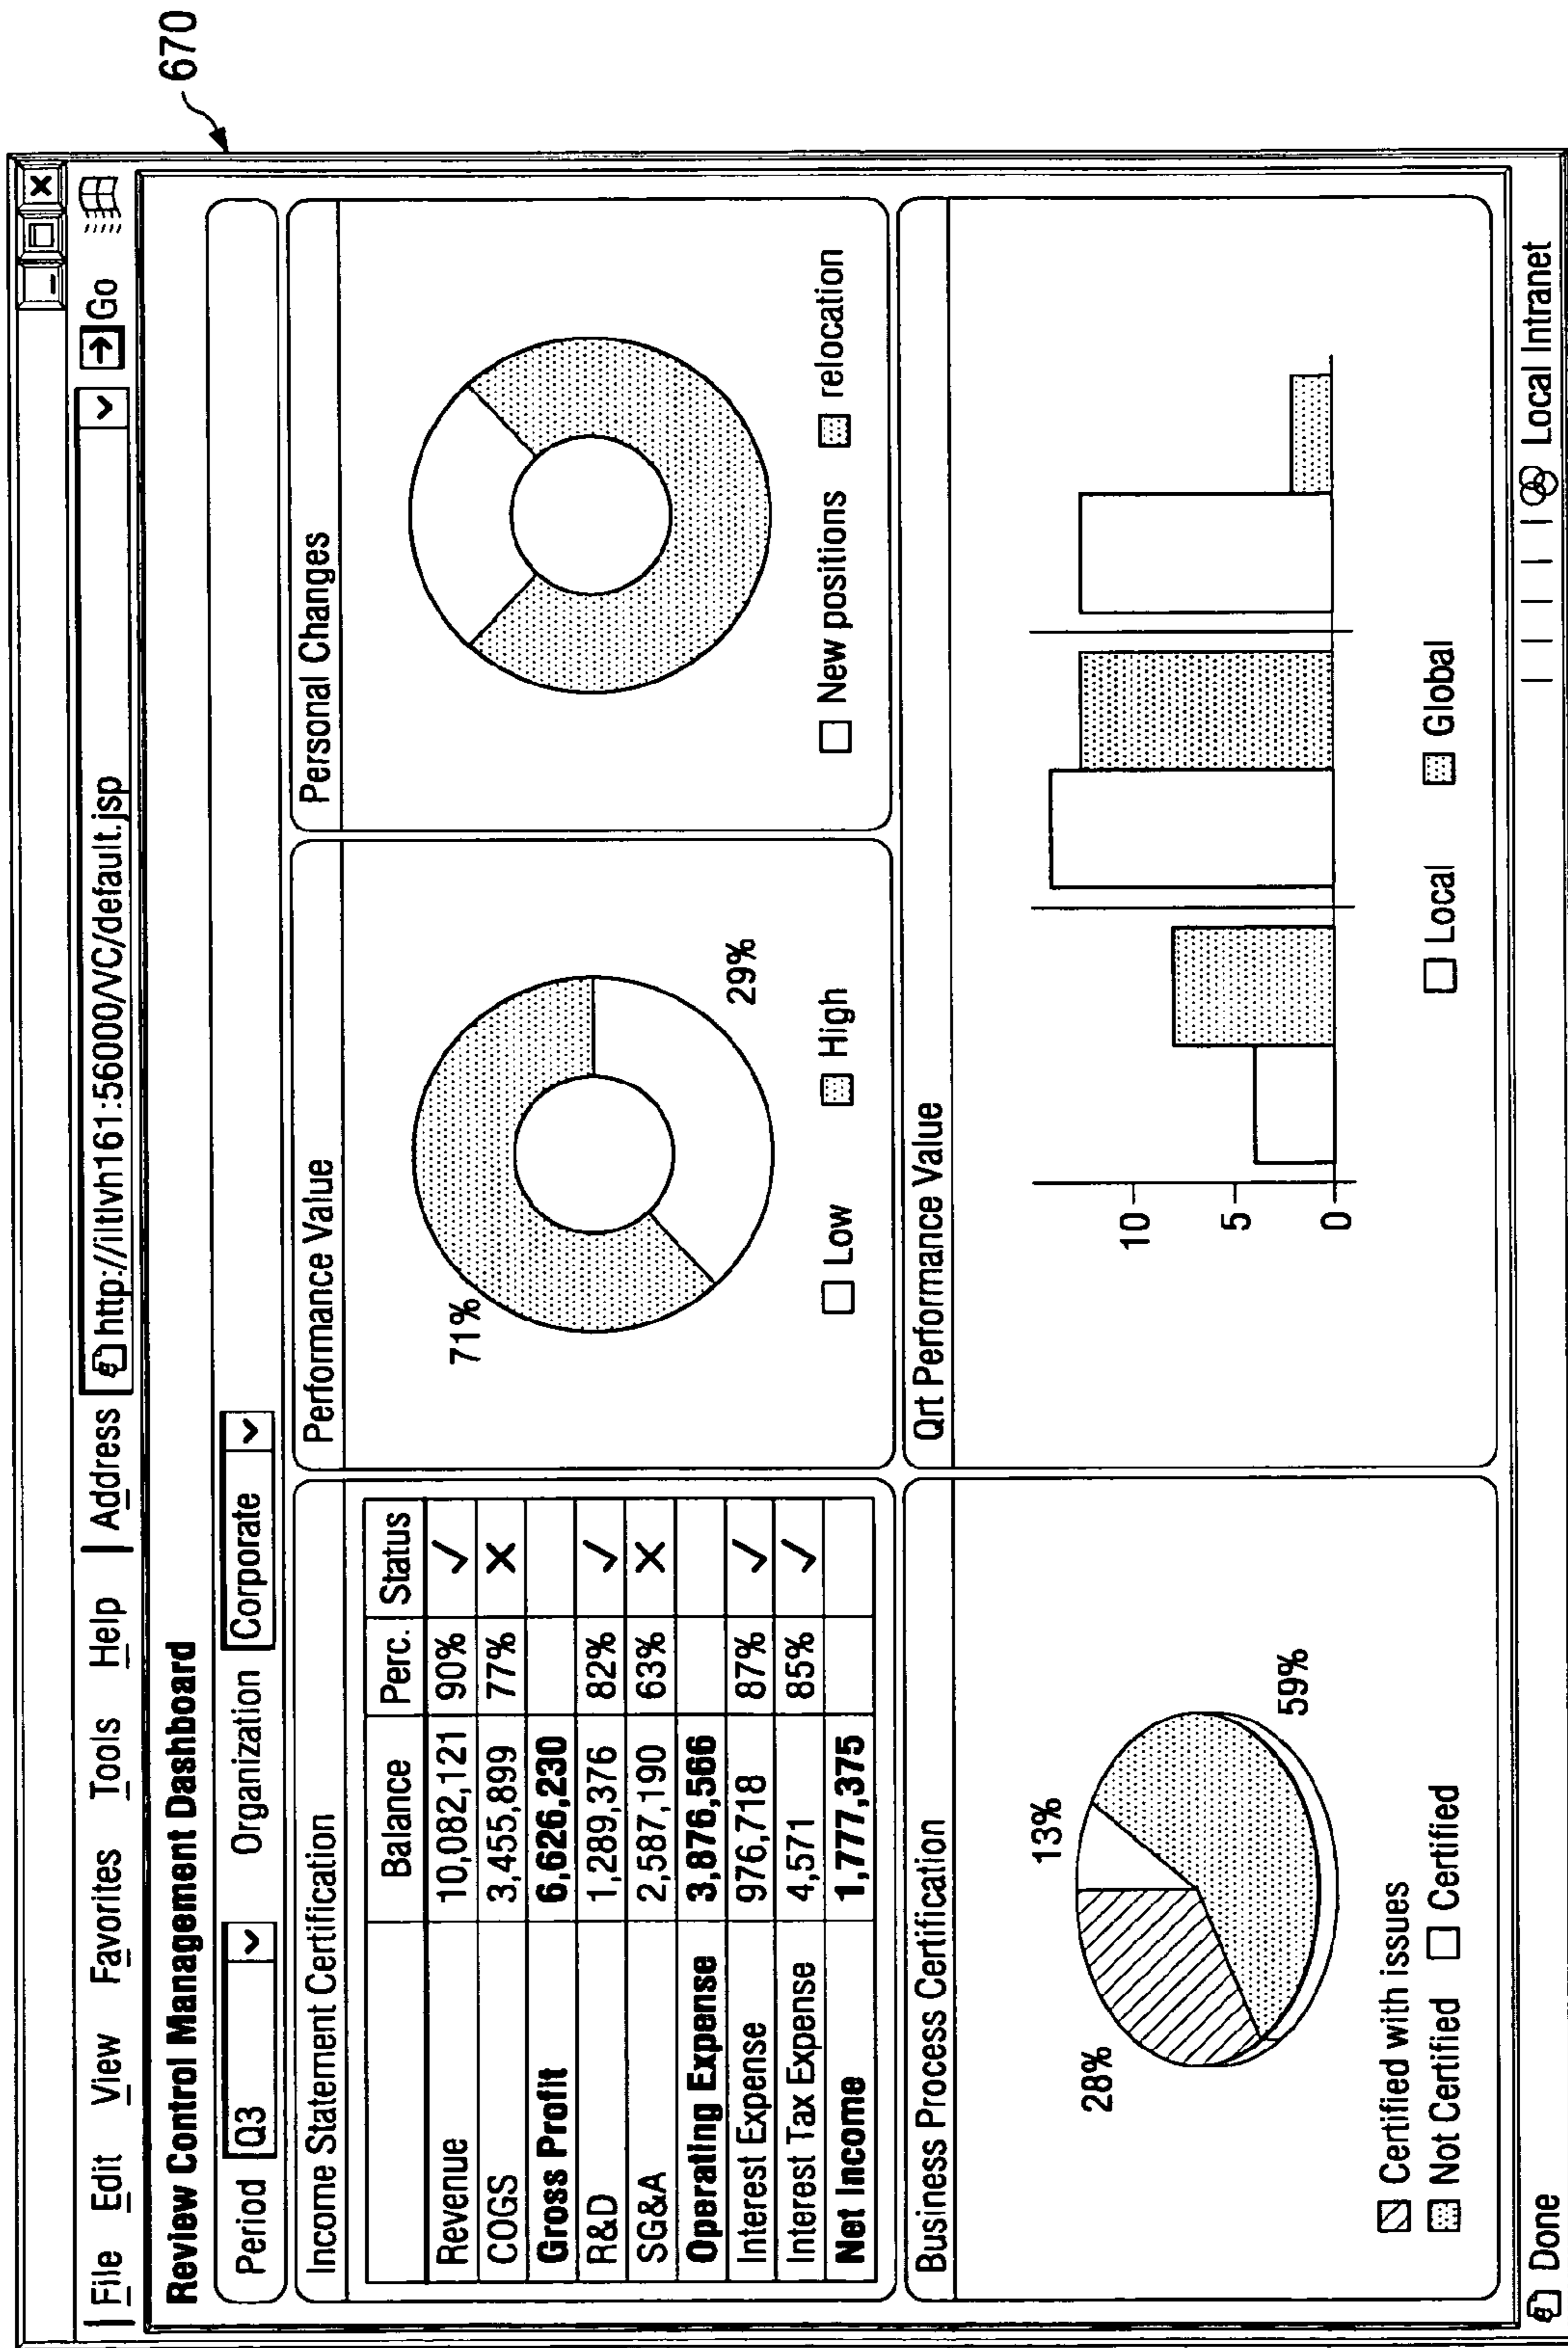 670
File Edit View Favorites Tools Help Address http://iltlvh161:56000/VC/default.jsp Go
Review Control Management Dashboard
Period Q3 Organization Corporate
Income Statement Certification
Balance Perc. Status
Revenue 10,082,121 90% ✓
COGS 3,455,899 77% X
Gross Profit 6,626,230
R&D 1,289,376 82% ✓
SG&A 2,587,190 63% X
Operating Expense 3,876,566
Interest Expense 976,718 87% ✓
Interest Tax Expense 4,571 85% ✓
Net Income 1,777,375
Performance Value
71%
29%
Low High
Personal Changes
New positions relocation
Business Process Certification
13%
28%
59%
Certified with issues
Not Certified Certified
Qrt Performance Value
10
5
0
Local Global
Done Local Intranet